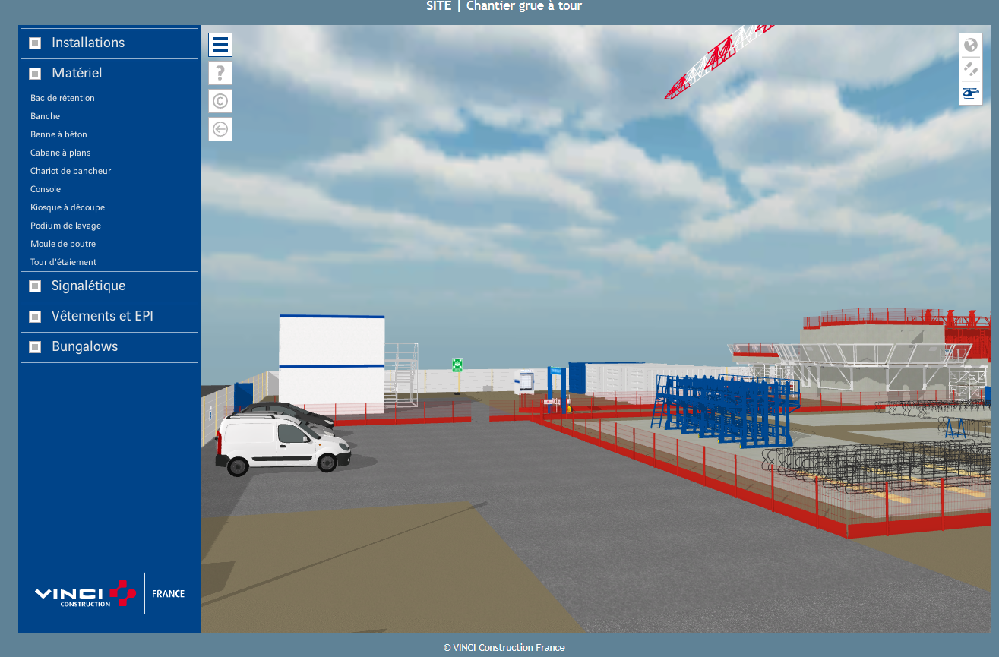 SITE | Chantier grue à tour
Installations
Matériel
Bac de rétention
Banche
Benne à béton
Cabane à plans
Chariot de bancheur
Console
Kiosque à découpe
Podium de lavage
Moule de poutre
Tour d'étaiement
Signalétique
Vêtements et EPI
Bungalows
?
©
VINCI
CONSTRUCTION
FRANCE
© VINCI Construction France